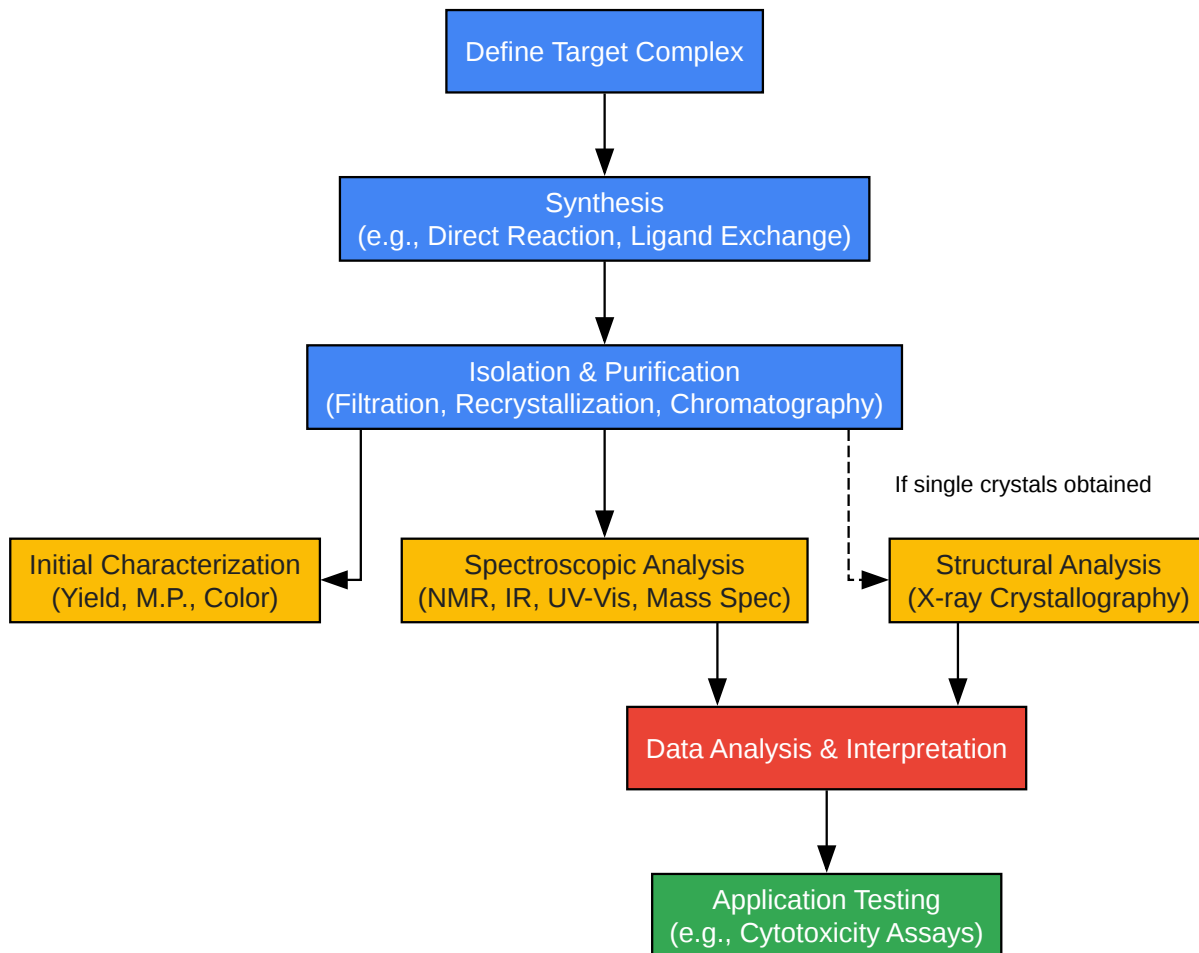 Define Target Complex
Synthesis
(e.g., Direct Reaction, Ligand Exchange)
Isolation & Purification
(Filtration, Recrystallization, Chromatography)
If single crystals obtained
Initial Characterization
(Yield, M.P., Color)
Spectroscopic Analysis
(NMR, IR, UV-Vis, Mass Spec)
Structural Analysis
(X-ray Crystallography)
Data Analysis & Interpretation
Application Testing
(e.g., Cytotoxicity Assays)